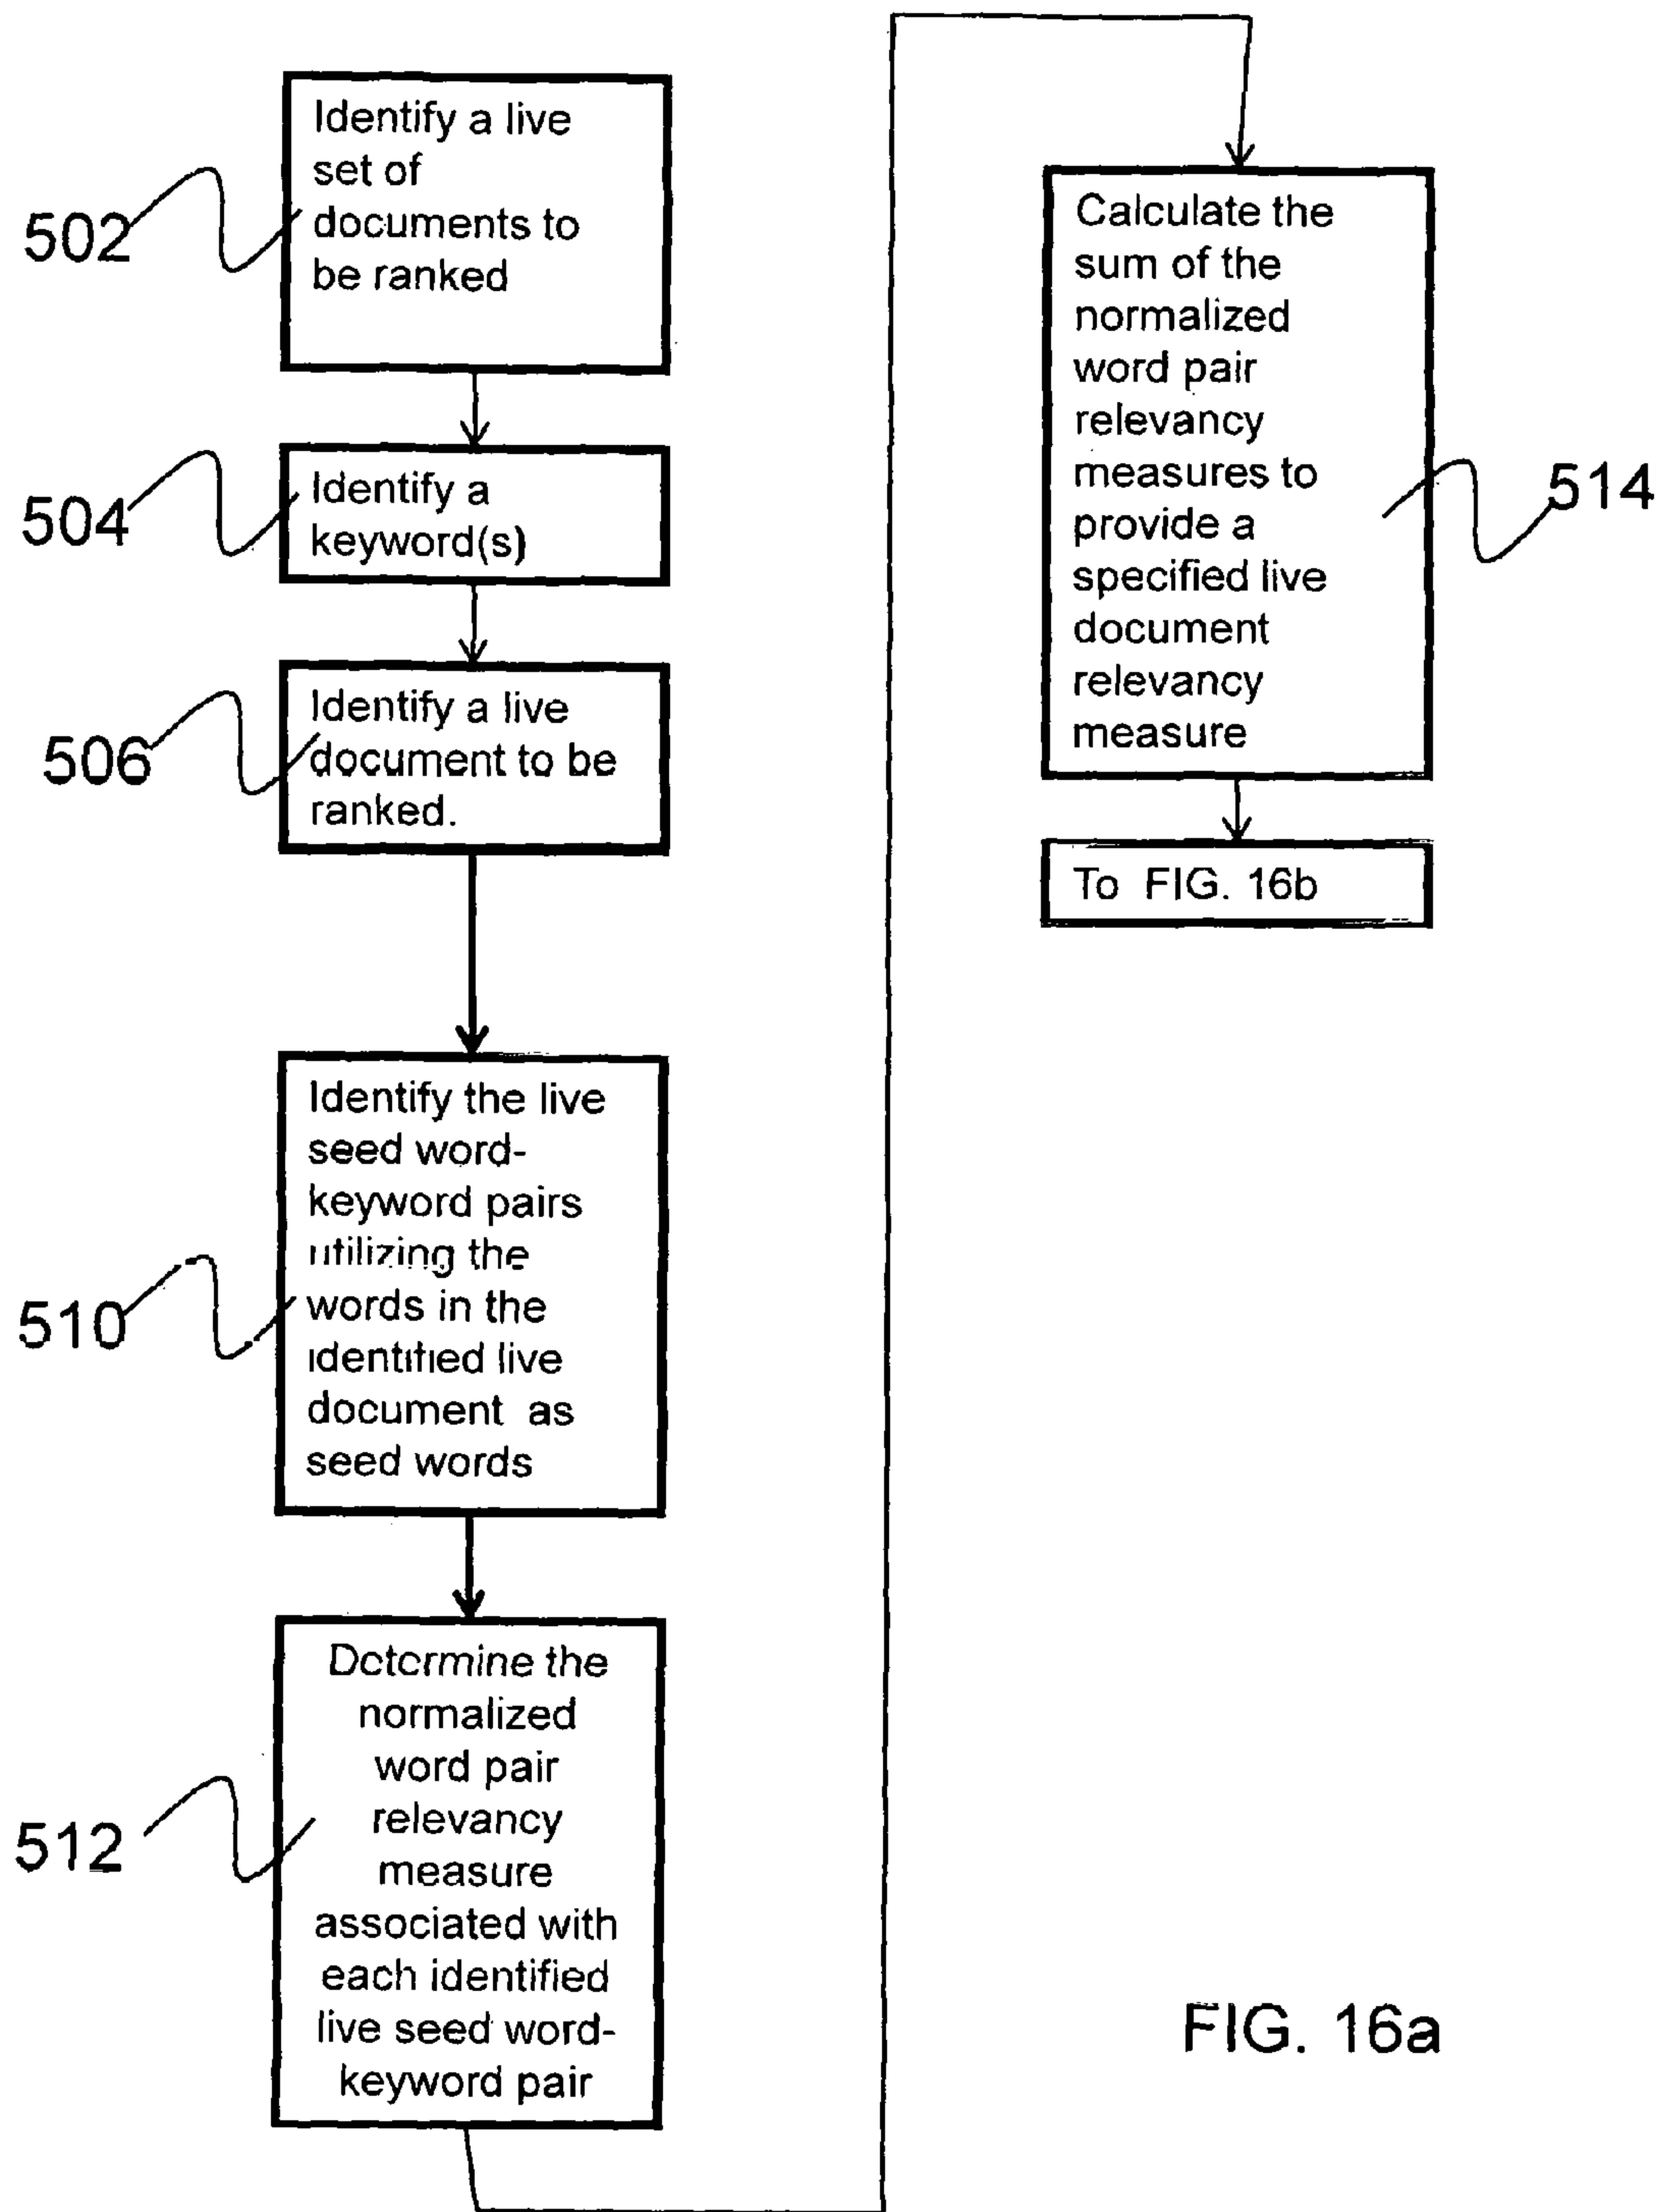 Identify a live
set of
documents to
be ranked
502
Identify a
keyword(s)
504
Identify a live
document to be
ranked.
506
Identify the live
seed word-
keyword pairs
utilizing the
words in the
identified live
document as
seed words
510
Determine the
normalized
word pair
relevancy
measure
associated with
each identified
live seed word-
keyword pair
512
Calculate the
sum of the
normalized
word pair
relevancy
measures to
provide a
specified live
document
relevancy
measure
514
To FIG. 16b
FIG. 16a